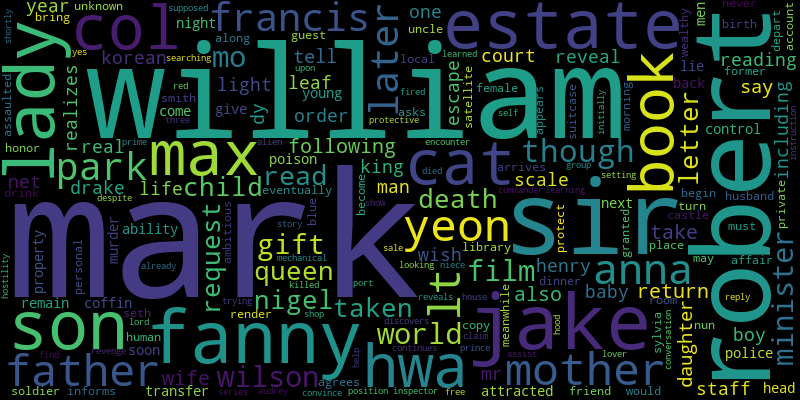 year unknown supposed
bring
col francis one estate
night along guest uncle
korean mo tell later court
lady william sir robert
men never birth depart account
wealthy reading
assaulted realizes light leaf escape satellite female suitcase initially morning
yes searching local asks fired
dy reveal lie back former
red smith give young order appears self
come upon three protective
say book letter including
instruction
honor real max following though control
park prime alien poison cat encounter group setting
net drake life child read king scale commander learning begin husband private
drink despite eventually man death arrives next turn castle
ability become yeon protect granted take must may affair
hostility property personal murder ambitious request story blue show gift wish library place
mark queen film henry anna minister
already mechanical sale looking niece dinner baby return reply
son remain coffin seth nigel taken lt also room nun
fanny killed port reveals house copy boy
human lord trying shop world meanwhile hood jake sylvia conversation daughter police
soon render discovers claim prince
father find revenge wife wilson hwa mother staff head
help continues mr assist lover
soldier informs transfer series audrey convince agrees position inspector free attracted friend would shortly